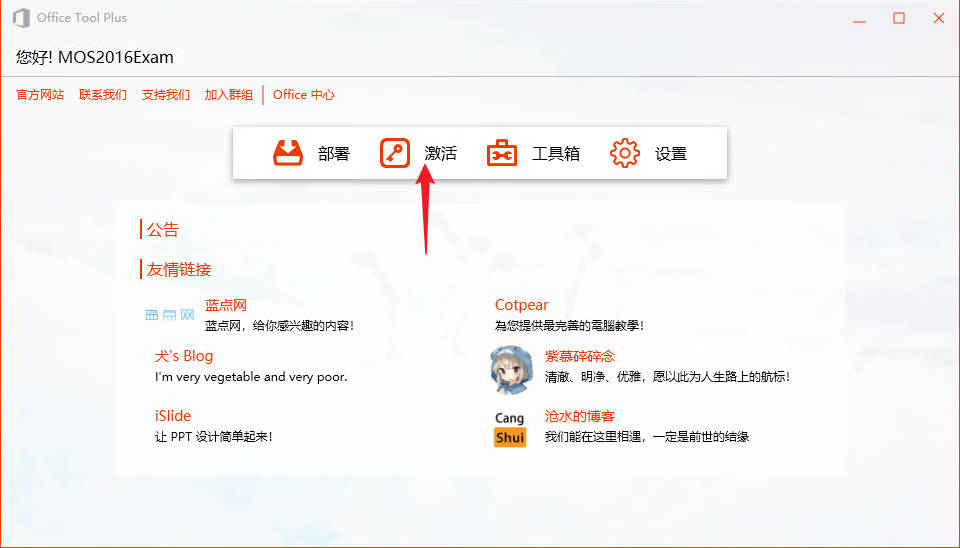 Office Tool Plus
您好! MOS2016Exam
官方网站 联系我们 支持我们 加入群组 Office 中心
部署 激活 工具箱 设置
公告
友情链接
蓝点网
蓝点网，给你感兴趣的内容！
Cotpear
為您提供最完善的電腦教學！
犬's Blog
I'm very vegetable and very poor.
紫慕碎碎念
清澈、明净、优雅，愿以此为人生路上的航标！
iSlide
让 PPT 设计简单起来！
Cang
Shui
沧水的博客
我们能在这里相遇，一定是前世的结缘